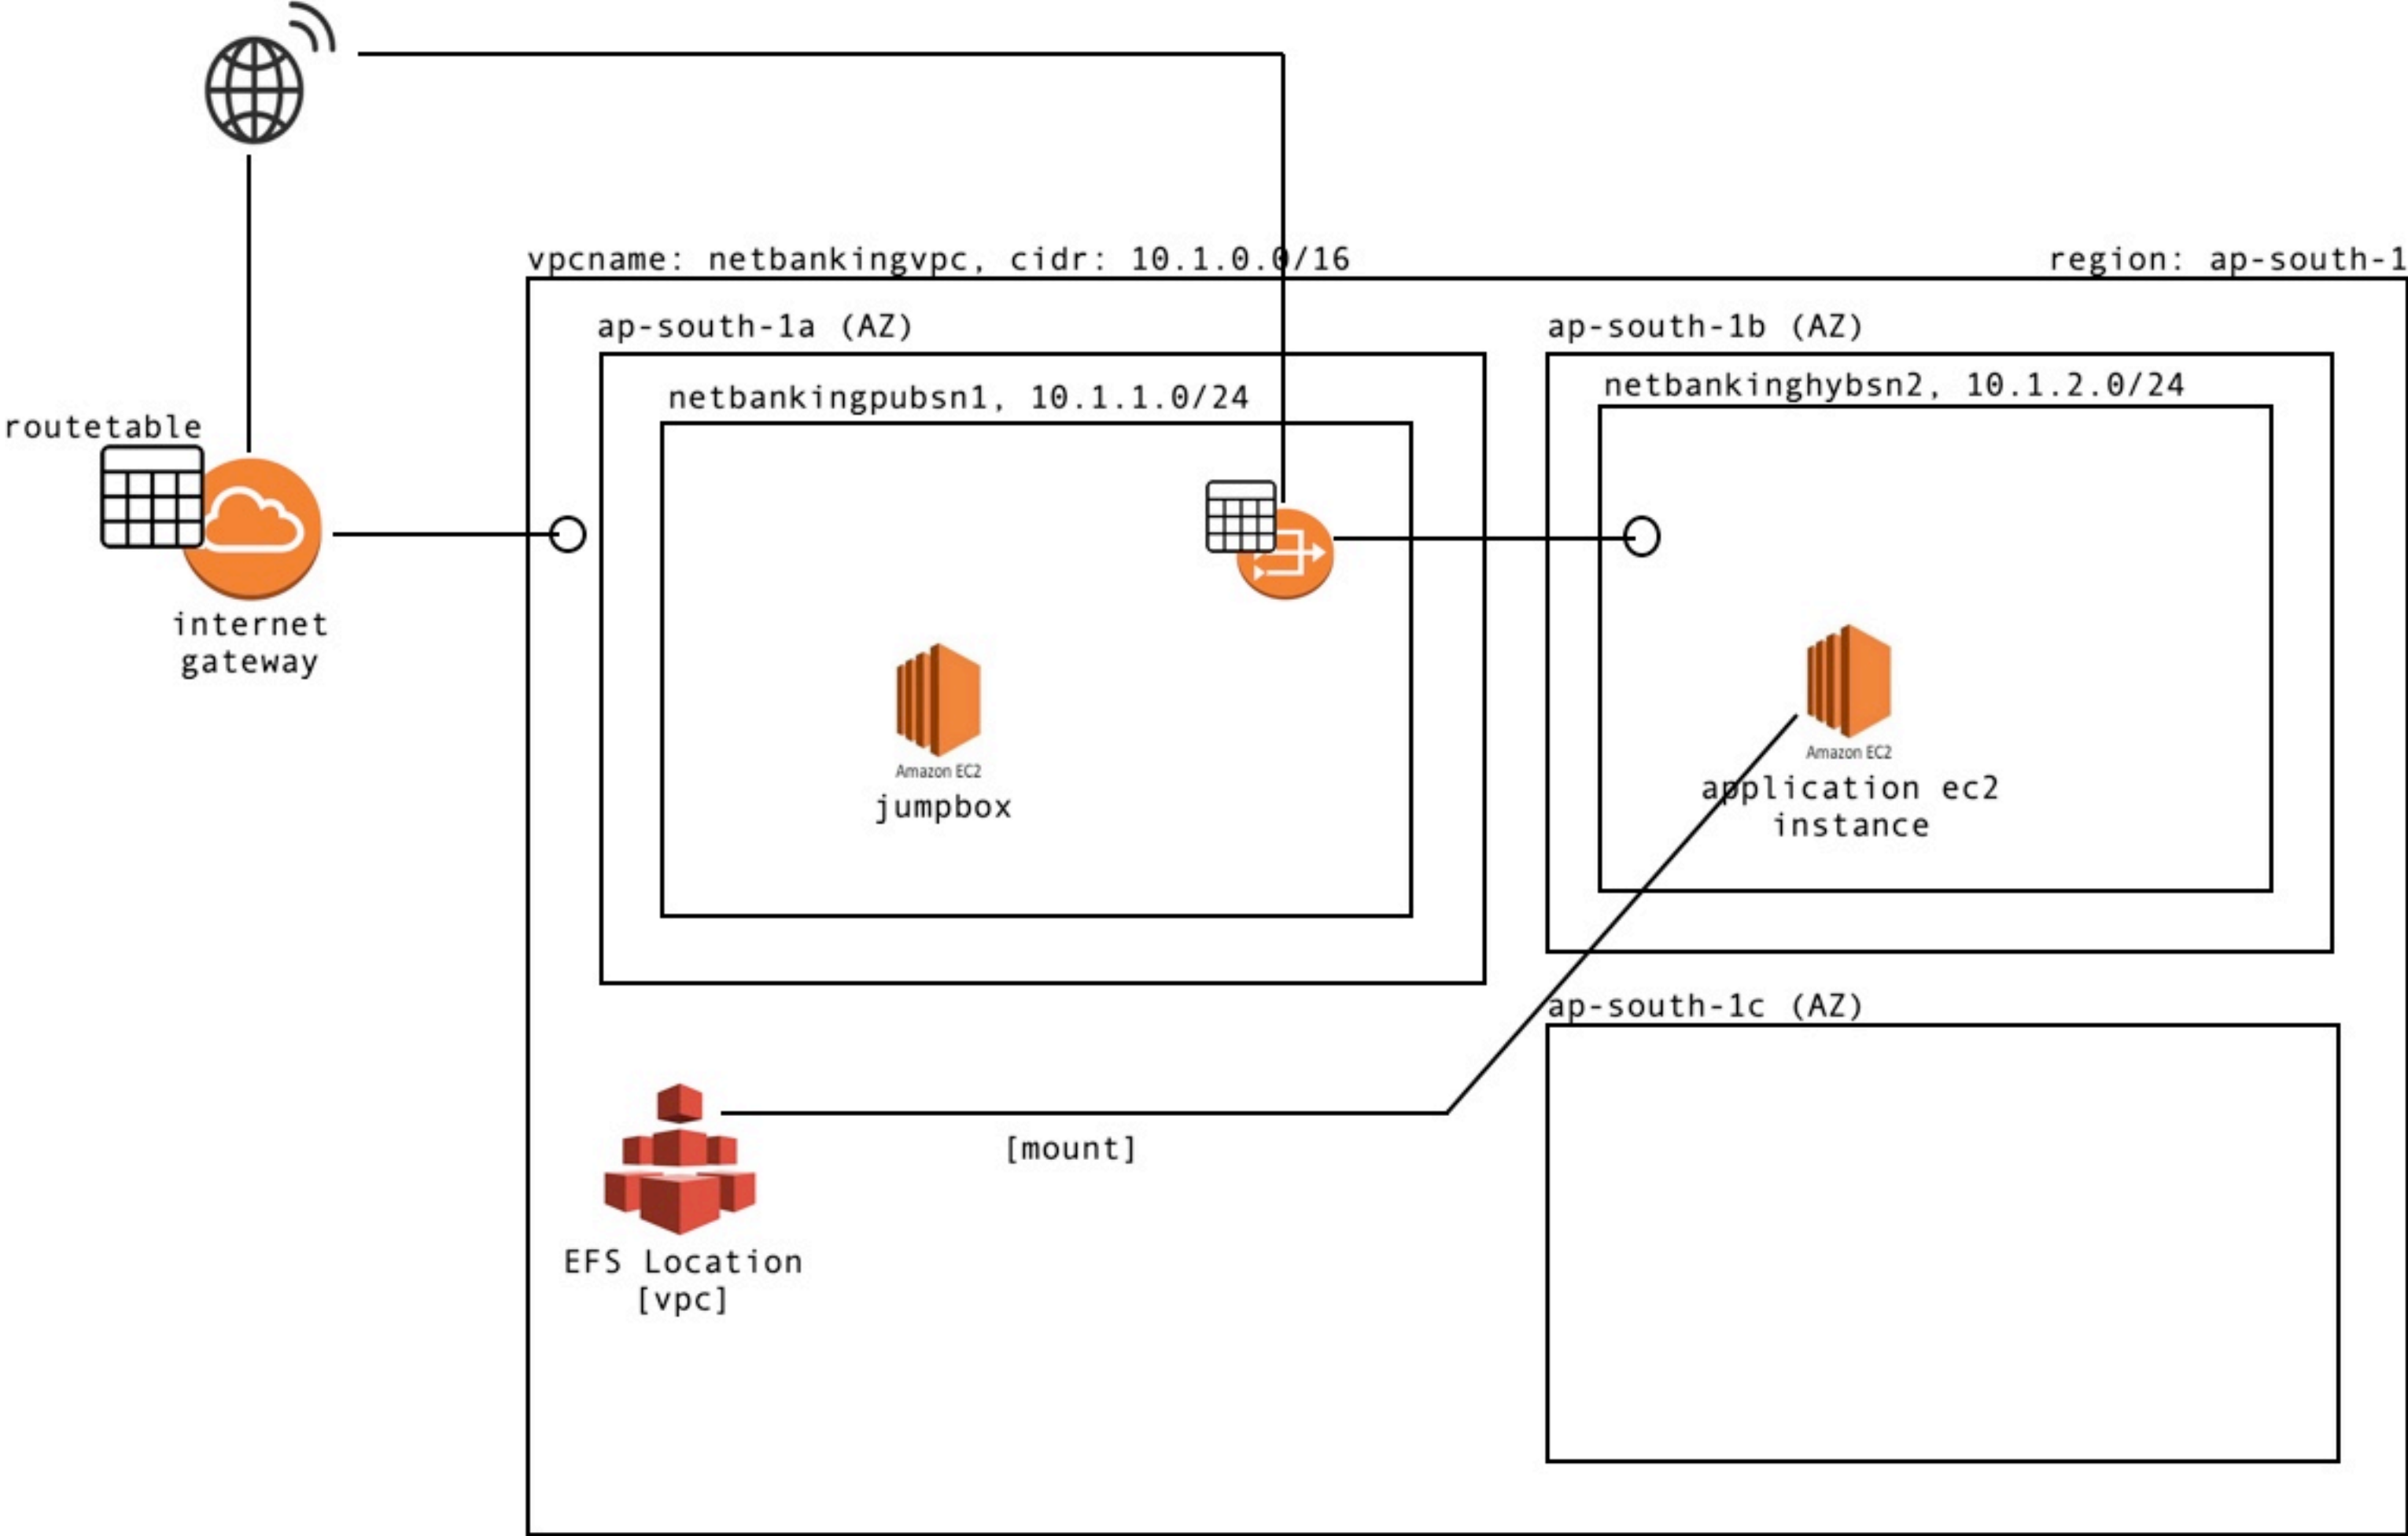 vpcname: netbankingvpc, cidr: 10.1.0.0/16
region: ap-south-1
ap-south-1a (AZ)
ap-south-1b (AZ)
netbankingpubsn1, 10.1.1.0/24
netbankinghybsn2, 10.1.2.0/24
routetable
internet
gateway
Amazon EC2
jumpbox
Amazon EC2
application ec2
instance
ap-south-1c (AZ)
[mount]
EFS Location
[vpc]